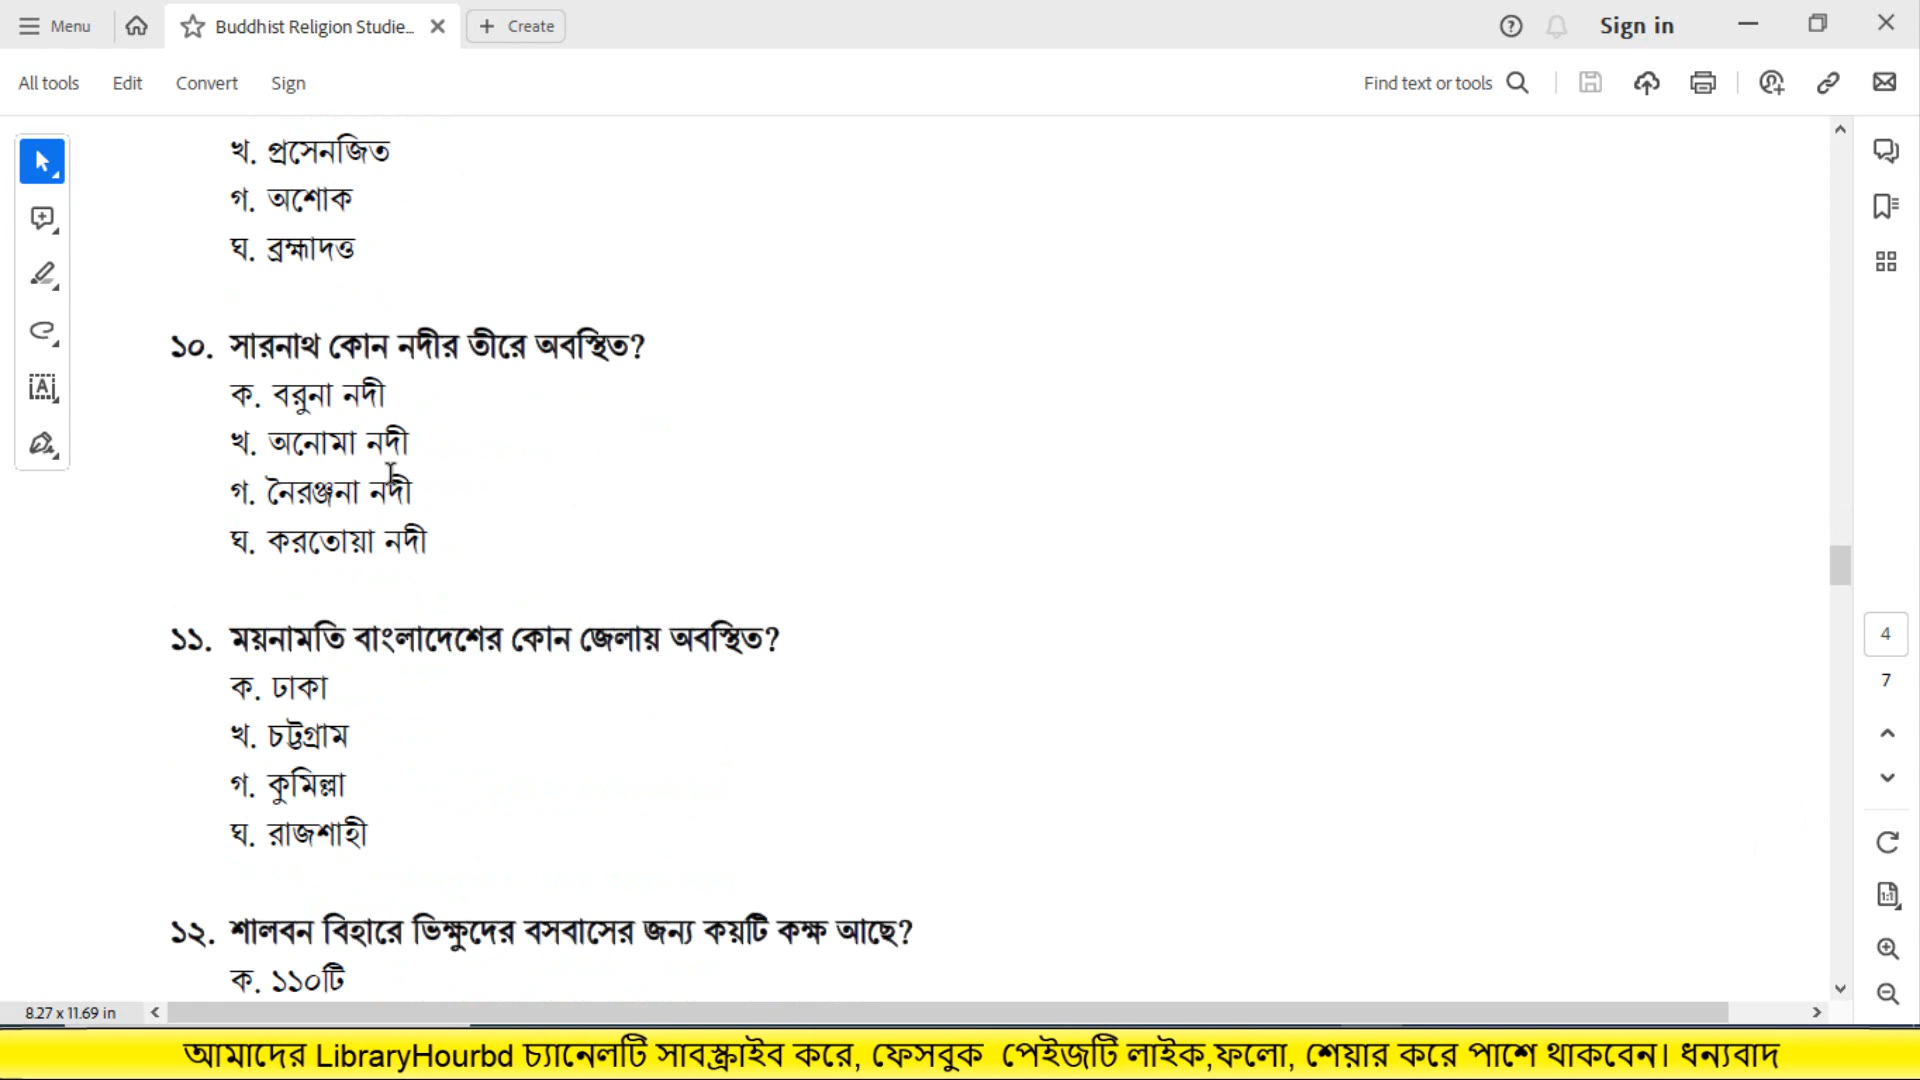 Menu
Buddhist Religion Studie...
Create
Sign in
All tools
Edit
Convert
Sign
Find text or tools
খ. প্রসেনজিত
গ. অশোক
ঘ. ব্রহ্মাদত্ত
১০. সারনাথ কোন নদীর তীরে অবস্থিত?
ক. বরুনা নদী
খ. অনোমা নদী
গ. নৈরঞ্জনা নদী
ঘ. করতোয়া নদী
১১. ময়নামতি বাংলাদেশের কোন জেলায় অবস্থিত?
ক. ঢাকা
খ. চট্টগ্রাম
গ. কুমিল্লা
ঘ. রাজশাহী
১২. শালবন বিহারে ভিক্ষুদের বসবাসের জন্য কয়টি কক্ষ আছে?
ক. ১১০টি
4
7
8.27 x 11.69 in
আমাদের LibraryHourbd চ্যানেলটি সাবস্ক্রাইব করে, ফেসবুক পেইজটি লাইক,ফলো, শেয়ার করে পাশে থাকবেন। ধন্যবাদ